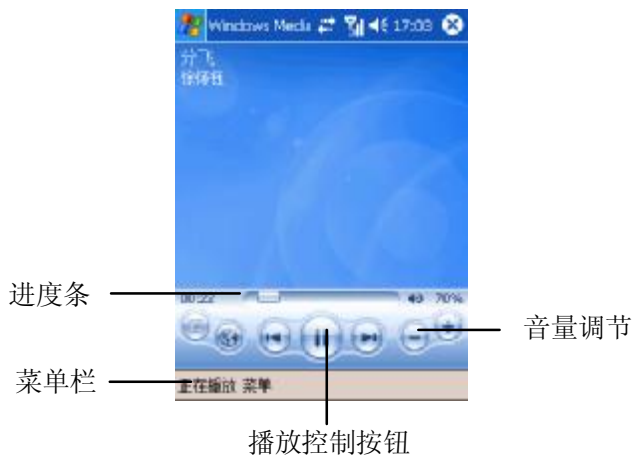 Windows Media 17:03
分飞
徐怀钰
进度条
00:22 70%
音量调节
菜单栏
正在播放 菜单
播放控制按钮